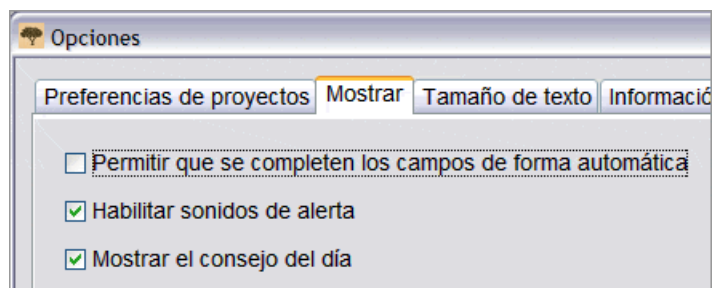 Opciones
Preferencias de proyectos Mostrar Tamaño de texto Informació
Permitir que se completen los campos de forma automática
Habilitar sonidos de alerta
Mostrar el consejo del día